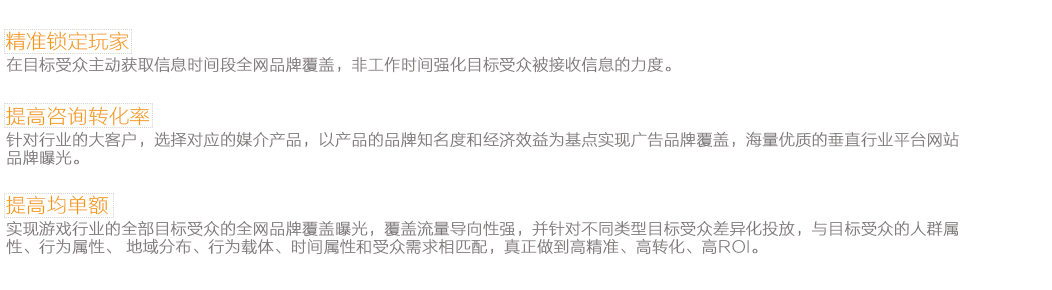 精准锁定玩家
在目标受众主动获取信息时间段全网品牌覆盖，非工作时间强化目标受众被接收信息的力度。
提高咨询转化率
针对行业的大客户，选择对应的媒介产品，以产品的品牌知名度和经济效益为基点实现广告品牌覆盖，海量优质的垂直行业平台网站
品牌曝光。
提高均单额
实现游戏行业的全部目标受众的全网品牌覆盖曝光，覆盖流量导向性强，并针对不同类型目标受众差异化投放，与目标受众的人群属
性、行为属性、 地域分布、行为载体、时间属性和受众需求相匹配，真正做到高精准、高转化、高ROI。